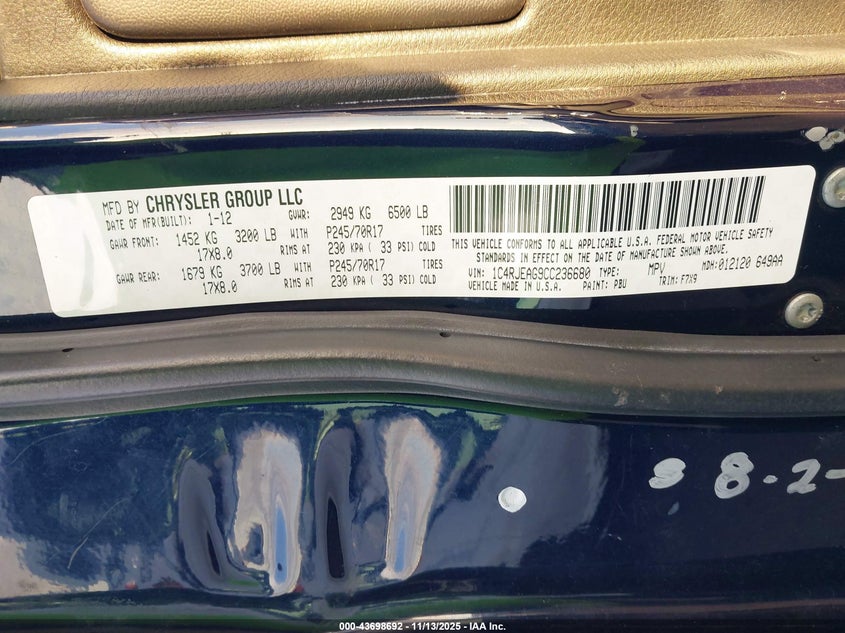 MFD BY CHRYSLER GROUP LLC
DATE OF MFR(BUILT): 1-12 GVWR: 2949 KG 6500 LB
GAWR FRONT: 1452 KG 3200 LB WITH P245/70R17 TIRES
17X8.0 RIMS AT 230 KPA ( 33 PSI) COLD
GAWR REAR: 1679 KG 3700 LB WITH P245/70R17 TIRES
17X8.0 RIMS AT 230 KPA ( 33 PSI) COLD
THIS VEHICLE CONFORMS TO ALL APPLICABLE U.S.A. FEDERAL MOTOR VEHICLE SAFETY
STANDARDS IN EFFECT ON THE DATE OF MANUFACTURE SHOWN ABOVE.
VIN: 1C4RJEAG9CC236680 TYPE: MPV MDH:012120 649AA
VEHICLE MADE IN U.S.A. PAINT: PBU TRIM: F7X9
8-2-
000-43698692 - 11/13/2025 - IAA Inc.